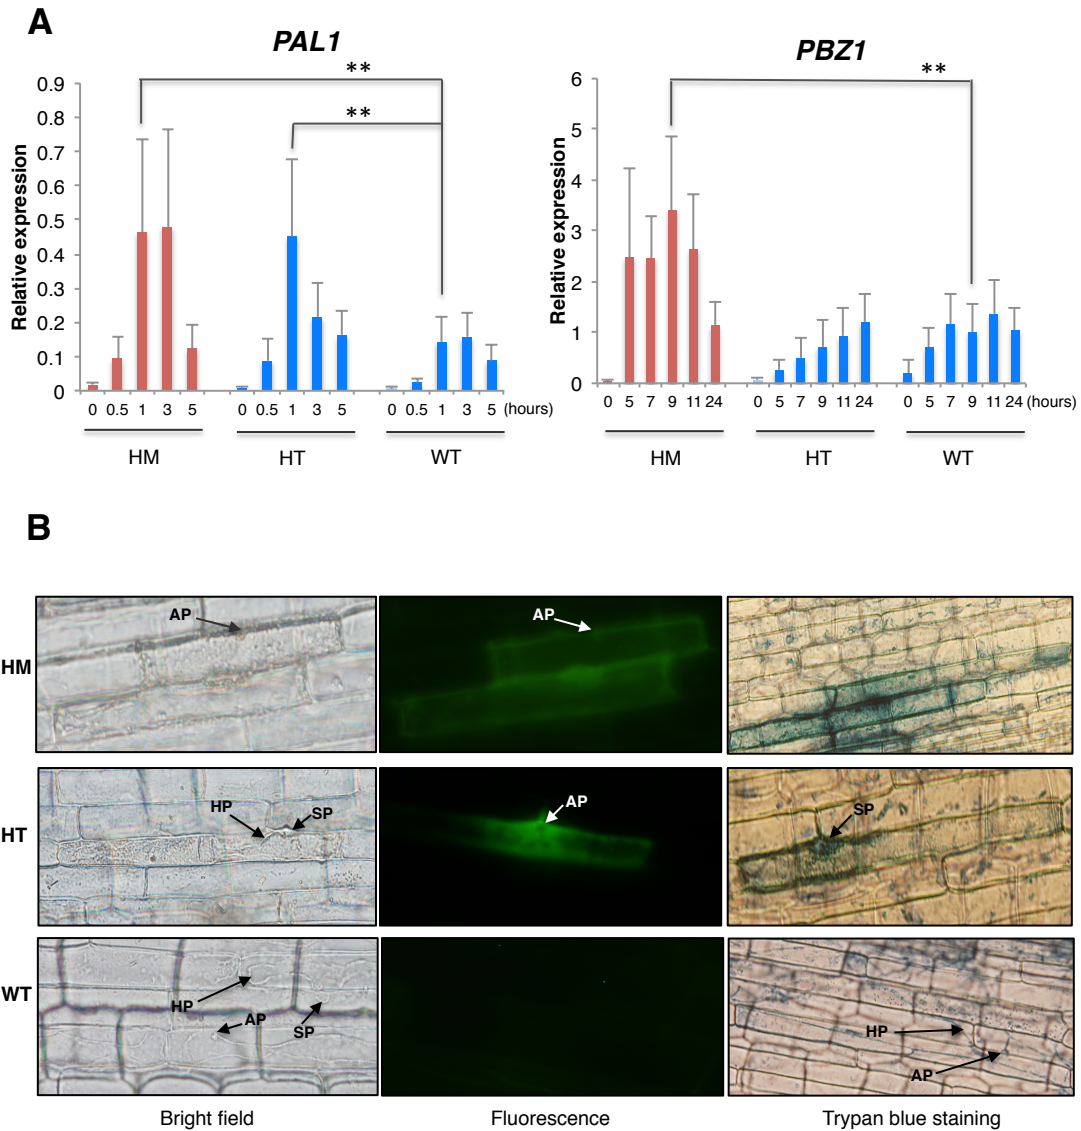 A
PAL1
**
**
Relative expression
0.9
0.8
0.7
0.6
0.5
0.4
0.3
0.2
0.1
0
0 0.5 1 3 5 0 0.5 1 3 5 0 0.5 1 3 5 (hours)
HM HT WT
PBZ1
**
Relative expression
6
5
4
3
2
1
0
0 5 7 9 11 24 0 5 7 9 11 24 0 5 7 9 11 24 (hours)
HM HT WT
B
HM
AP
AP
HT
HP SP
AP
SP
WT
HP AP SP
HP
AP
Bright field Fluorescence Trypan blue staining